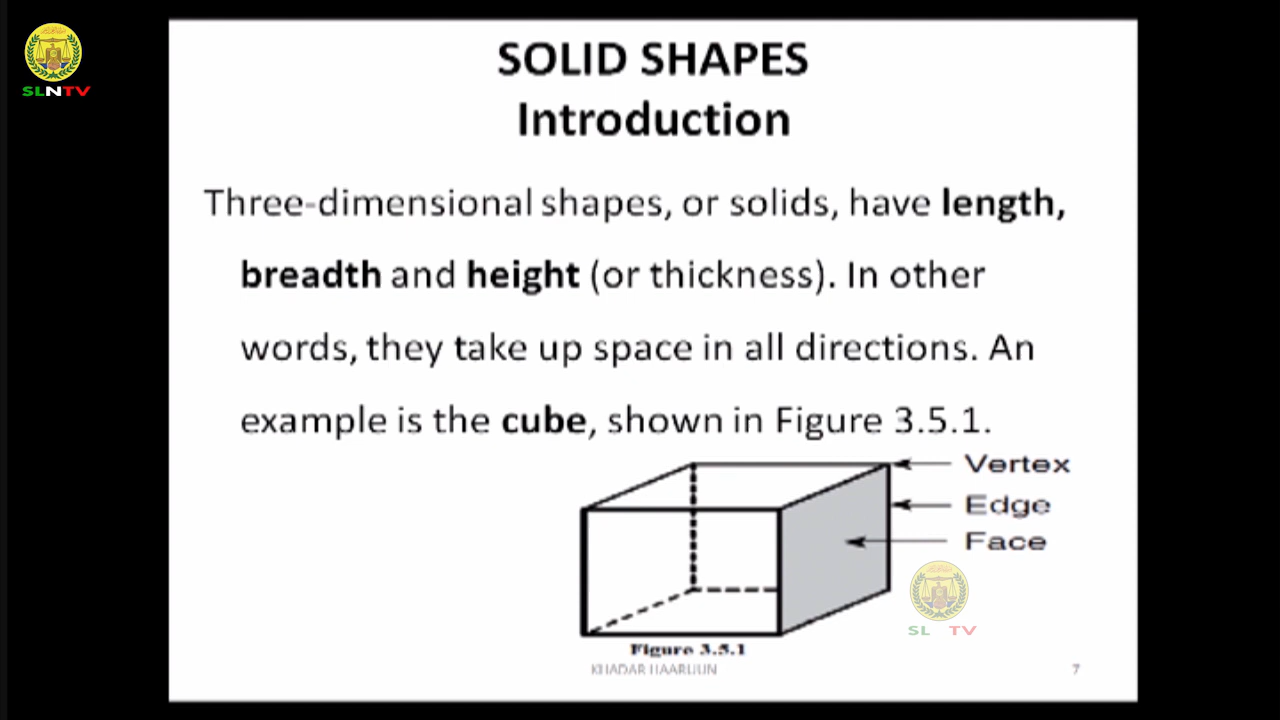 SLNTV
SOLID SHAPES
Introduction
Three-dimensional shapes, or solids, have length,
breadth and height (or thickness). In other
words, they take up space in all directions. An
example is the cube, shown in Figure 3.5.1.
Vertex
Edge
Face
SL TV
Figure 3.5.1
KHADAR HAARUUN
7